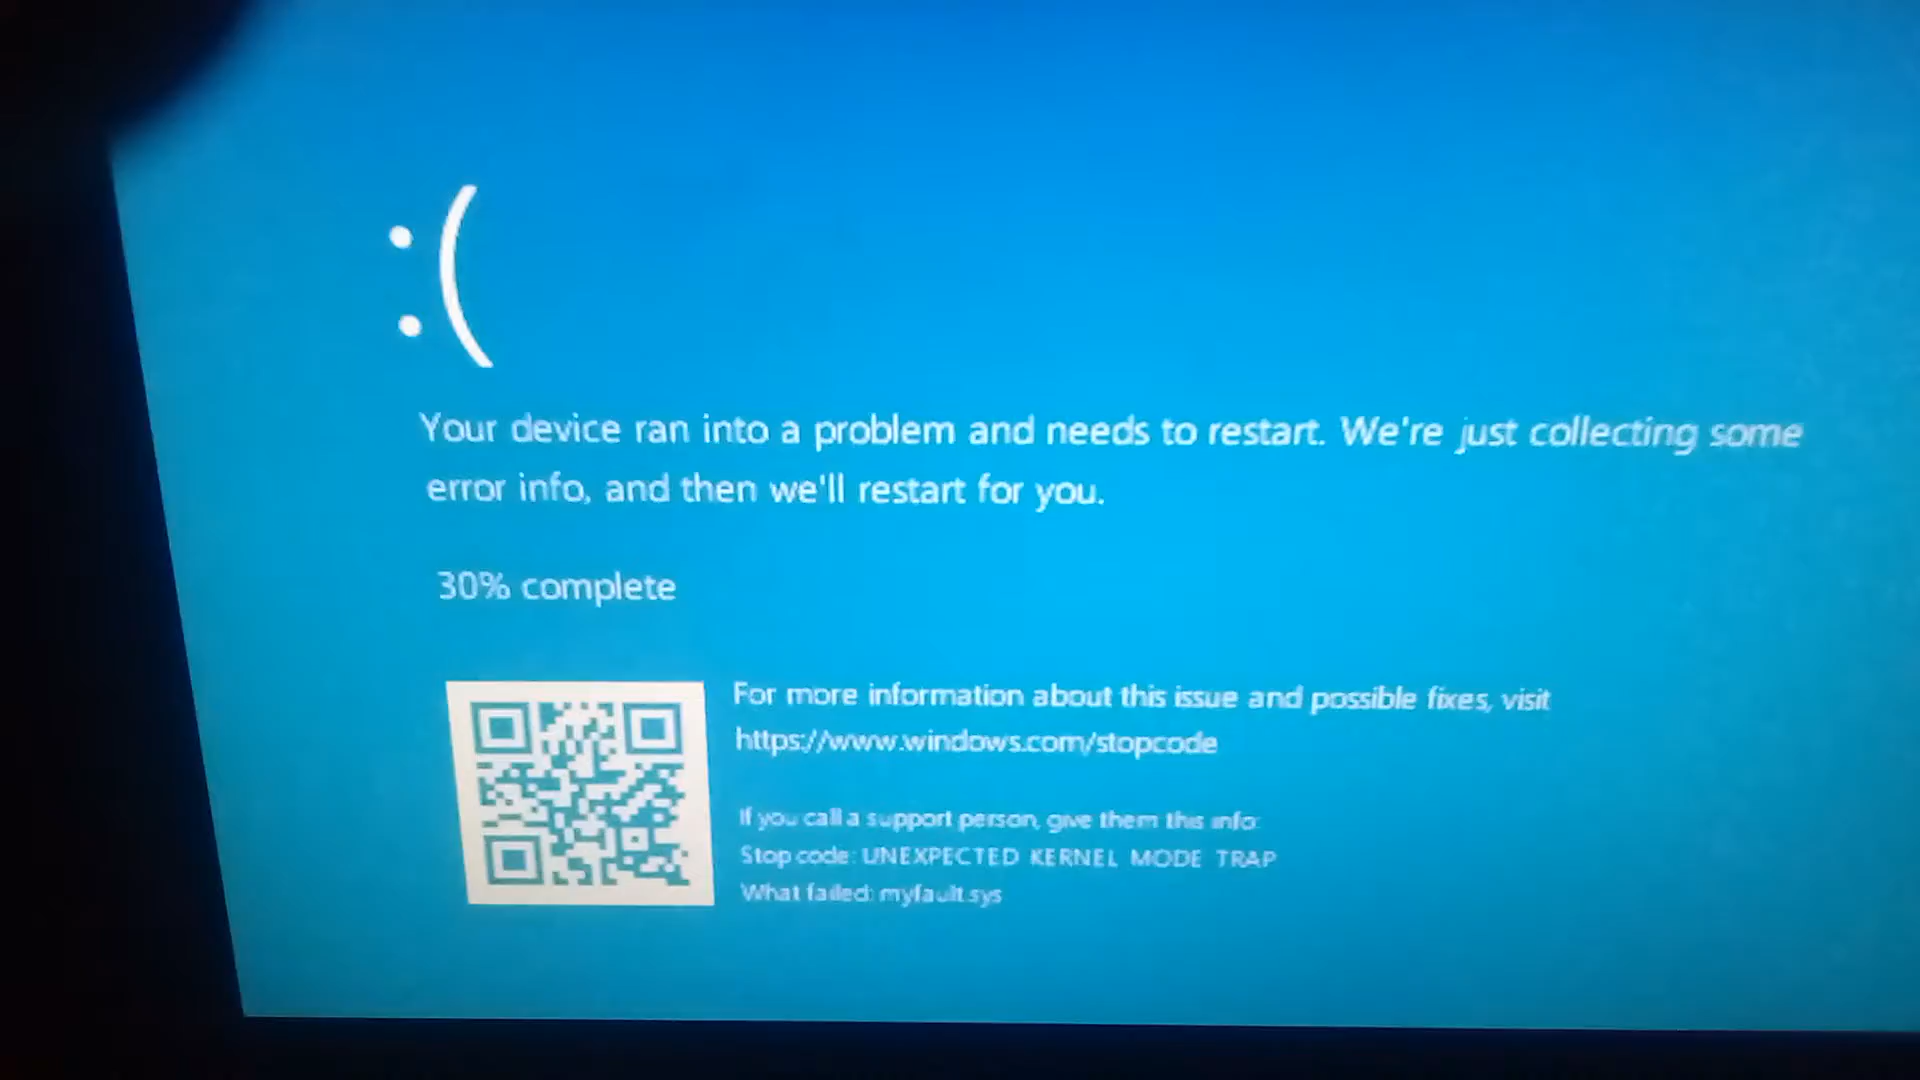 :(
Your device ran into a problem and needs to restart. We're just collecting some
error info, and then we'll restart for you.
30% complete
For more information about this issue and possible fixes, visit
https://www.windows.com/stopcode
If you call a support person, give them this info:
Stop code: UNEXPECTED KERNEL MODE TRAP
What failed: myfault.sys